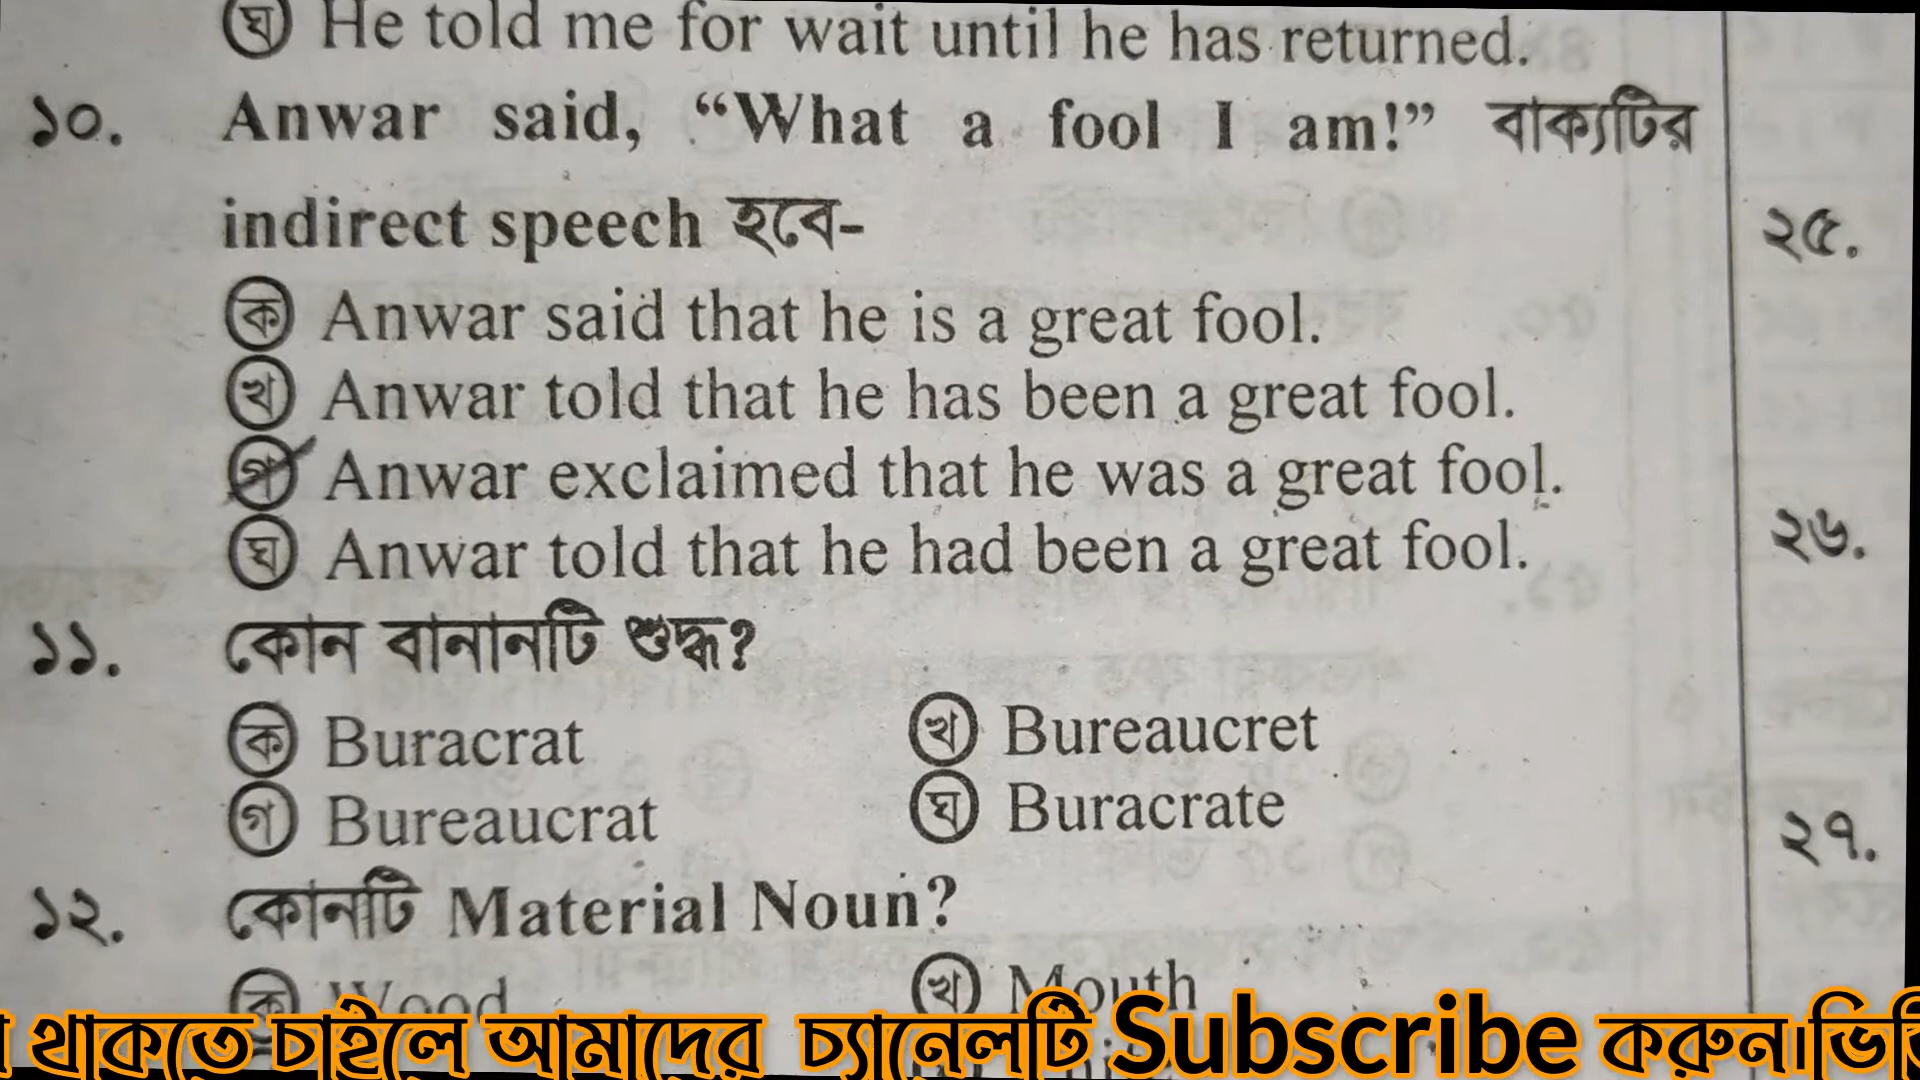 ঘ He told me for wait until he has returned.
১০. Anwar said, “What a fool I am!” বাক্যটির
indirect speech হবে-
ক Anwar said that he is a great fool.
খ Anwar told that he has been a great fool.
গ Anwar exclaimed that he was a great fool.
ঘ Anwar told that he had been a great fool.
১১. কোন বানানটি শুদ্ধ?
ক Buracrat খ Bureaucret
গ Bureaucrat ঘ Buracrate
১২. কোনটি Material Noun?
ক Wood খ Mouth
২৫.
২৬.
২৭.
থাকতে চাইলে আমাদের চ্যানেলটি Subscribe করুন।